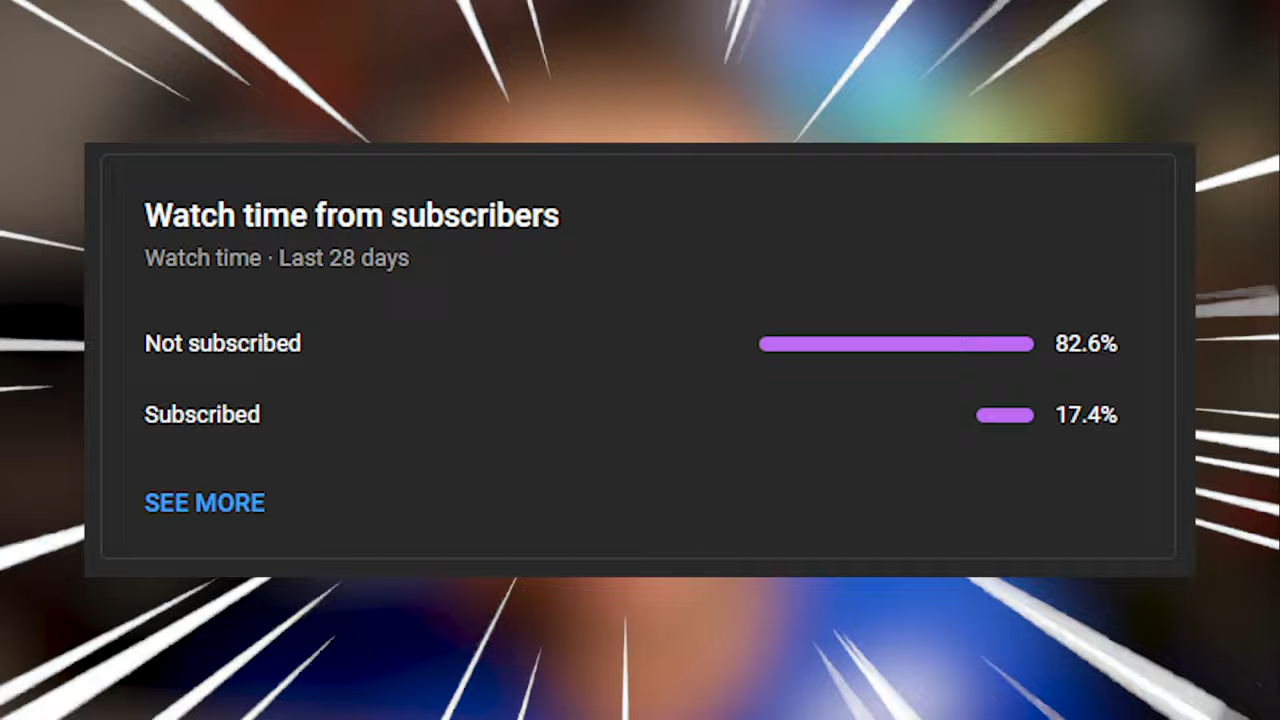 Watch time from subscribers
Watch time · Last 28 days
Not subscribed 82.6%
Subscribed 17.4%
SEE MORE